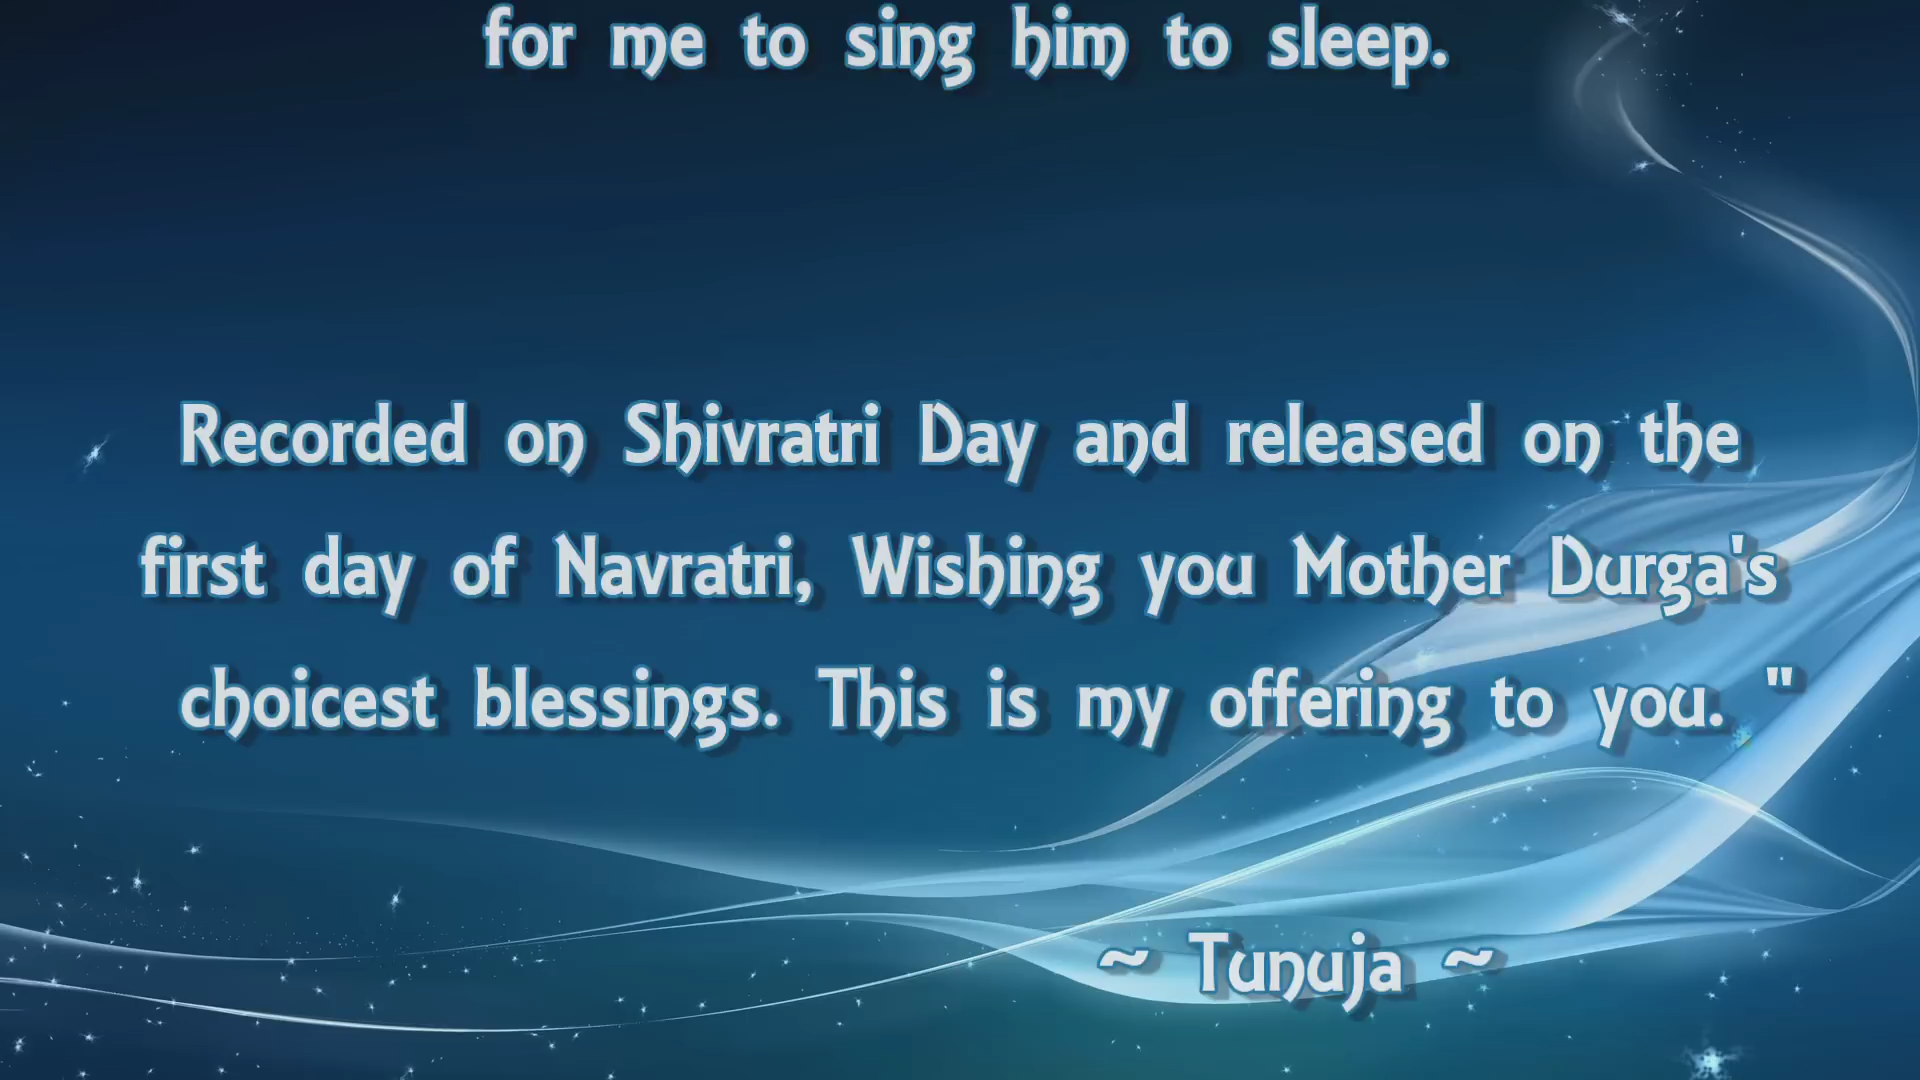 for me to sing him to sleep.
Recorded on Shivratri Day and released on the
first day of Navratri, Wishing you Mother Durga's
choicest blessings. This is my offering to you. "
~ Tunuja ~